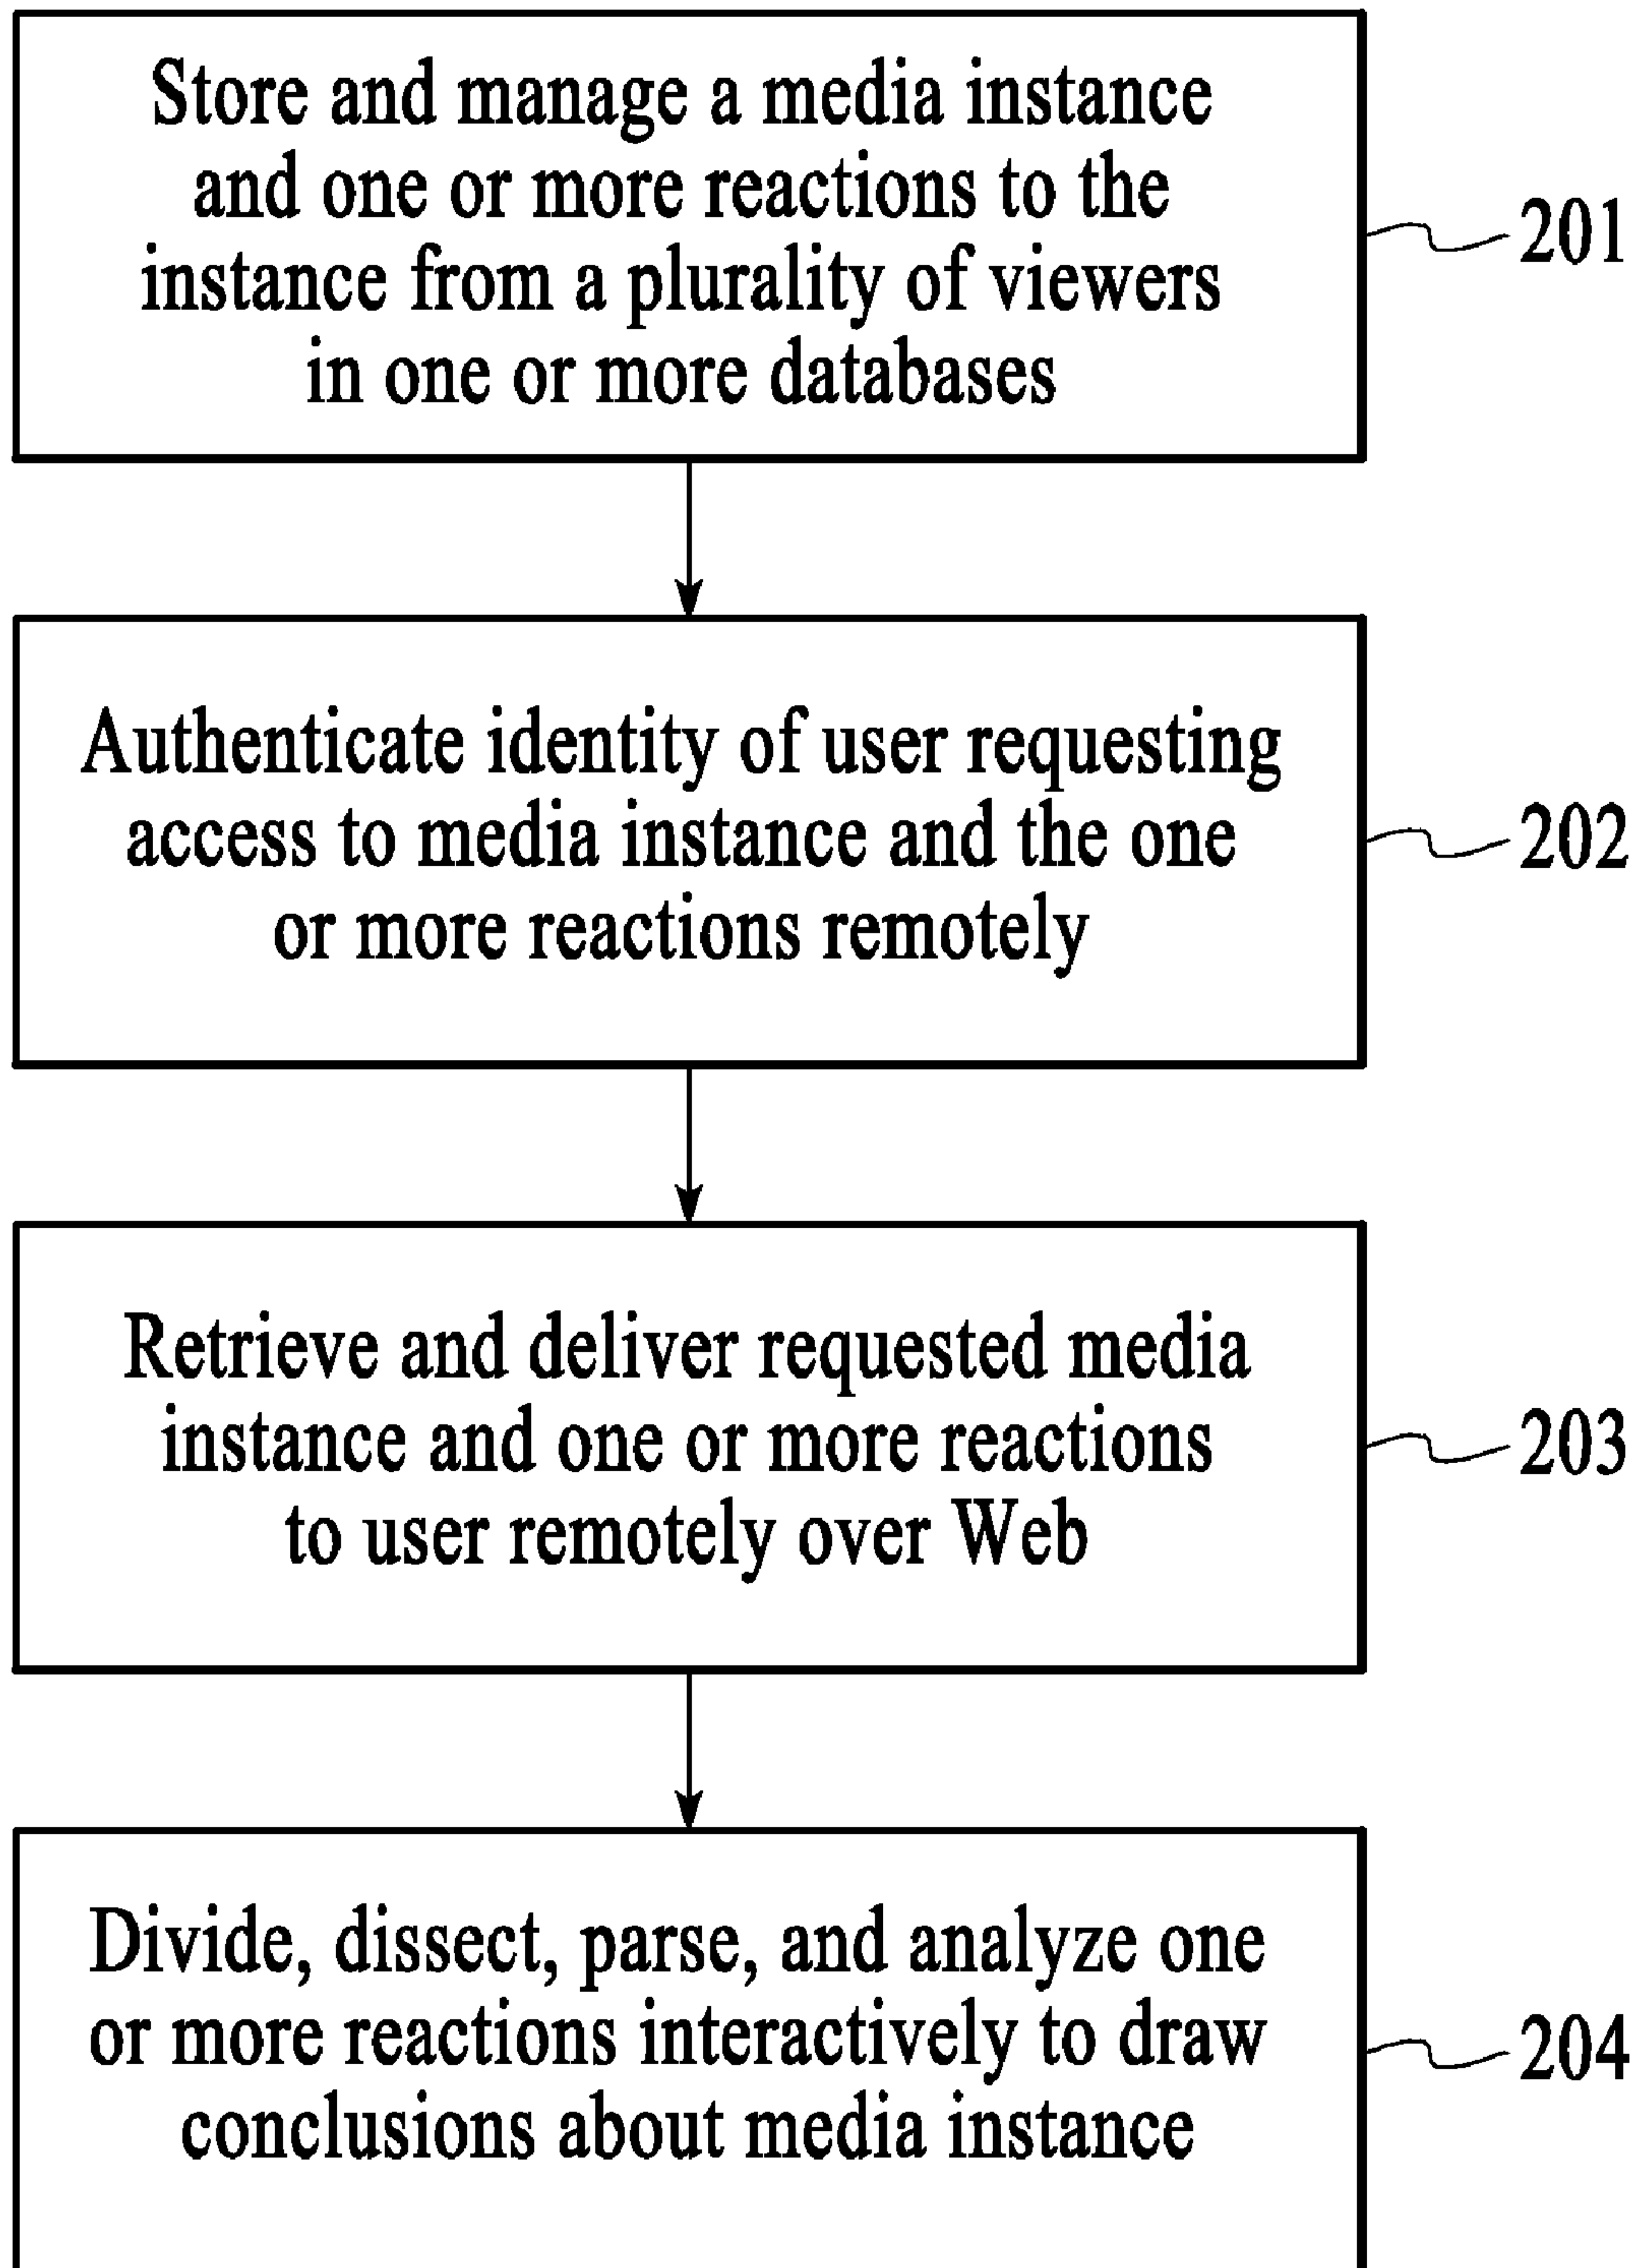 Store and manage a media instance
and one or more reactions to the
instance from a plurality of viewers
in one or more databases
201
Authenticate identity of user requesting
access to media instance and the one
or more reactions remotely
202
Retrieve and deliver requested media
instance and one or more reactions
to user remotely over Web
203
Divide, dissect, parse, and analyze one
or more reactions interactively to draw
conclusions about media instance
204